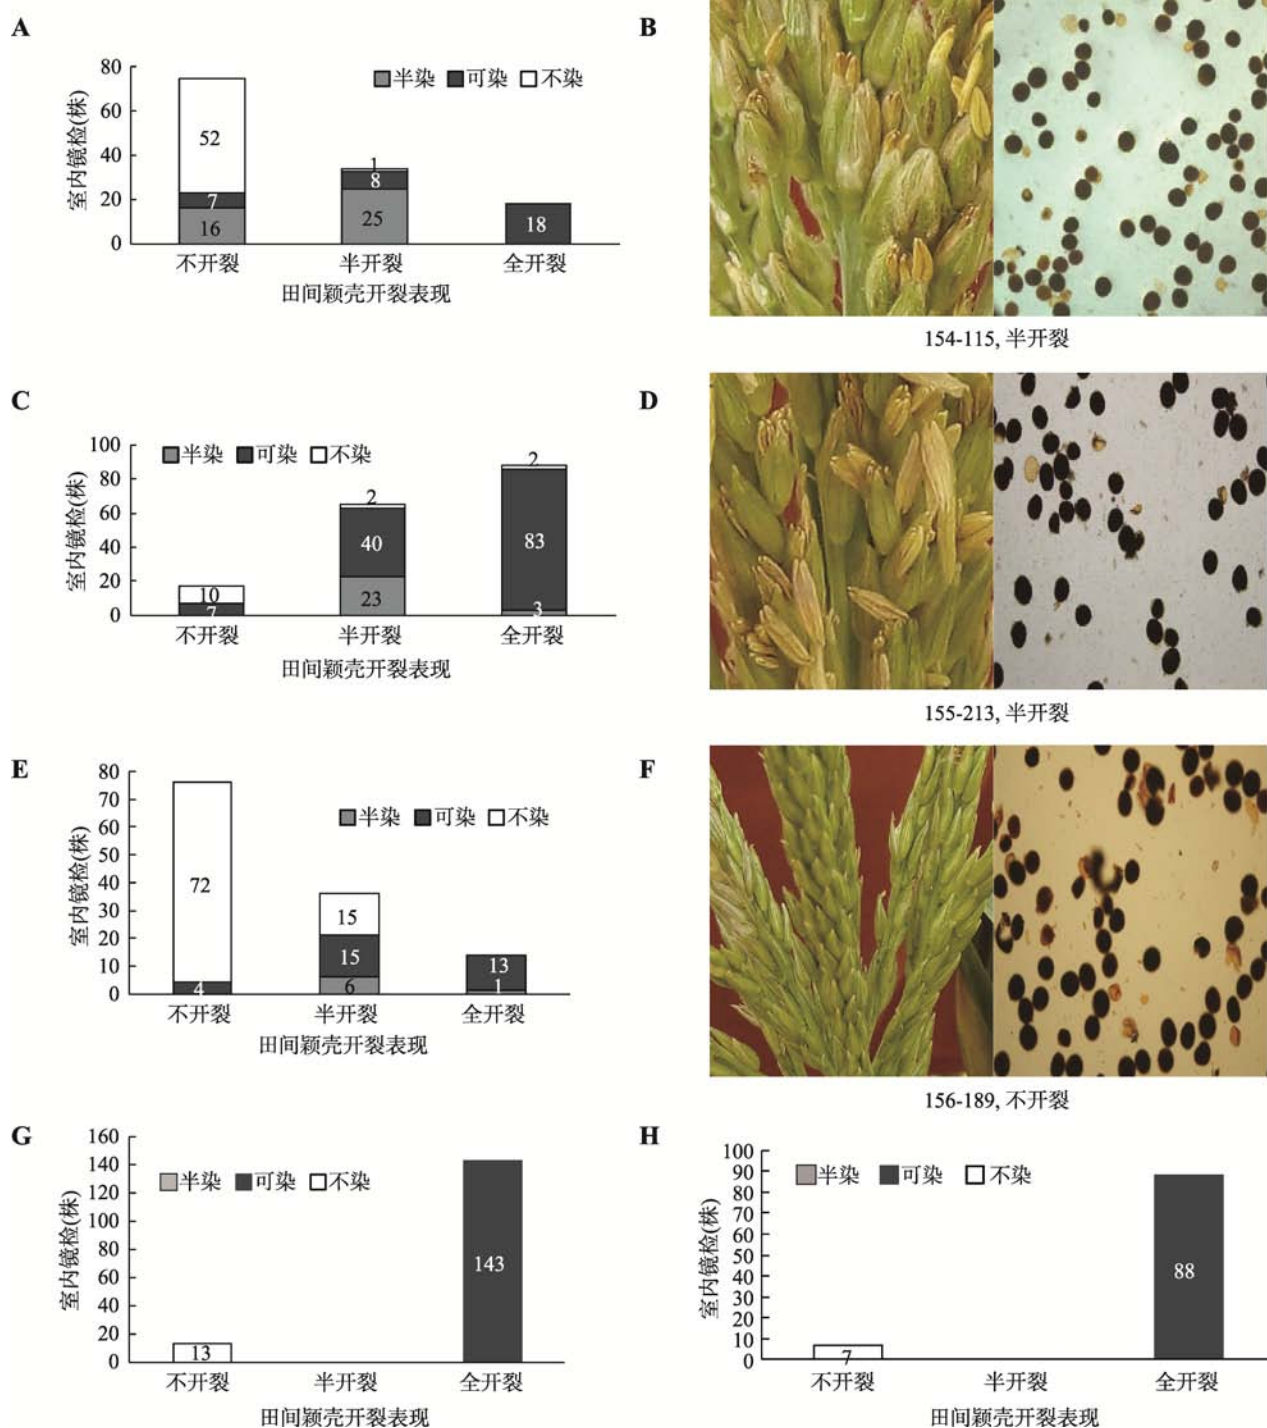 A
80
60
40
20
0
室内镜检(株)
半染 可染 不染
52
7
16
1
8
25
18
不开裂 半开裂 全开裂
田间颖壳开裂表现
B
154-115, 半开裂
C
100
80
60
40
20
0
室内镜检(株)
半染 可染 不染
10
7
2
40
23
2
83
3
不开裂 半开裂 全开裂
田间颖壳开裂表现
D
155-213, 半开裂
E
80
70
60
50
40
30
20
10
0
室内镜检(株)
半染 可染 不染
72
4
15
15
6
13
1
不开裂 半开裂 全开裂
田间颖壳开裂表现
F
156-189, 不开裂
G
160
140
120
100
80
60
40
20
0
室内镜检(株)
半染 可染 不染
13
143
不开裂 半开裂 全开裂
田间颖壳开裂表现
H
100
90
80
70
60
50
40
30
20
10
0
室内镜检(株)
半染 可染 不染
7
88
不开裂 半开裂 全开裂
田间颖壳开裂表现